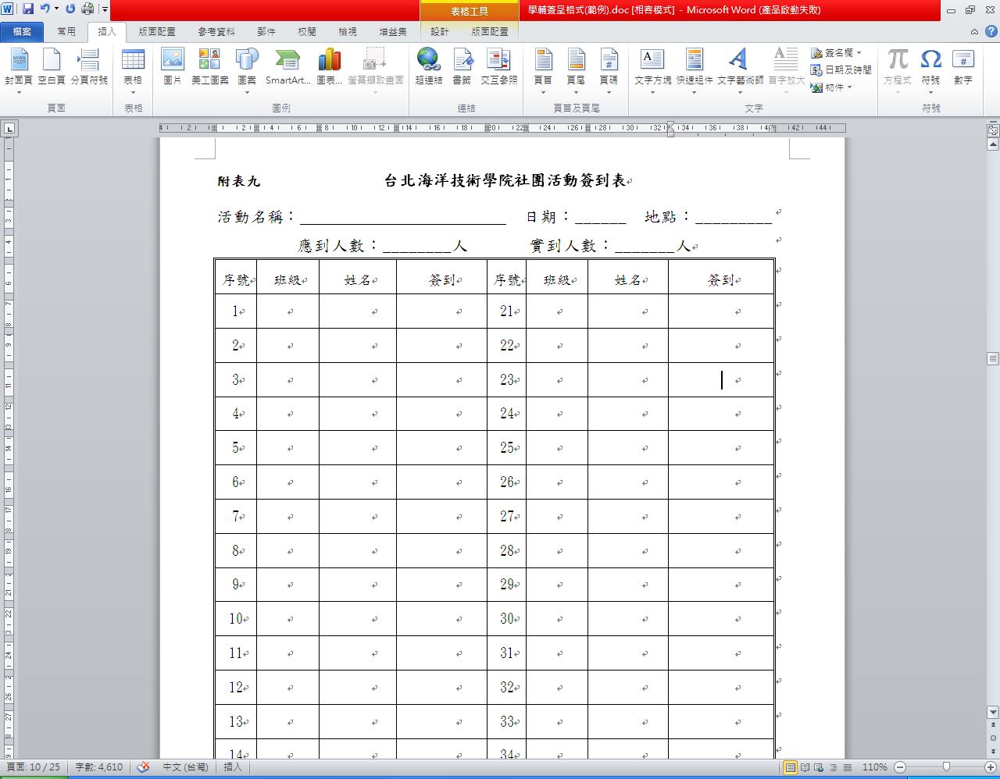 表格工具
學輔簽呈格式(範例).doc [相容模式] - Microsoft Word (產品啟動失敗)
檔案 常用 插入 版面配置 參考資料 郵件 校閱 檢視 增益集 設計 版面配置
封面頁 空白頁 分頁符號 表格 圖片 美工圖案 圖案 SmartArt... 圖表... 螢幕擷取畫面 超連結 書籤 交互參照 頁首 頁尾 頁碼 文字方塊 快速組件 文字藝術師 首字放大 簽名欄 方程式 符號 數字
日期及時間
物件
頁面 表格 圖例 連結 頁首及頁尾 文字 符號
附表九 台北海洋技術學院社團活動簽到表
活動名稱：________________________ 日期：______ 地點：_________
應到人數：________人 實到人數：_______人
序號 班級 姓名 簽到 序號 班級 姓名 簽到
1 21
2 22
3 23
4 24
5 25
6 26
7 27
8 28
9 29
10 30
11 31
12 32
13 33
14 34
頁面: 10 / 25 字數: 4,610 中文 (台灣) 插入 110%